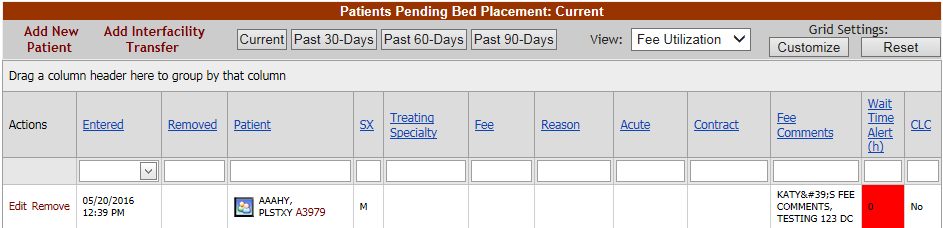 Patients Pending Bed Placement: Current
Add New
Patient
Add Interfacility
Transfer
Current Past 30-Days Past 60-Days Past 90-Days
View: Fee Utilization
Grid Settings:
Customize Reset
Drag a column header here to group by that column
Actions Entered Removed Patient SX Treating
Specialty Fee Reason Acute Contract Fee
Comments Wait
Time
Alert
(h) CLC
Edit Remove 05/20/2016
12:39 PM AAAHY,
PLSTXY A3979 M KATY&#39;S FEE
COMMENTS,
TESTING 123 DC 0 No